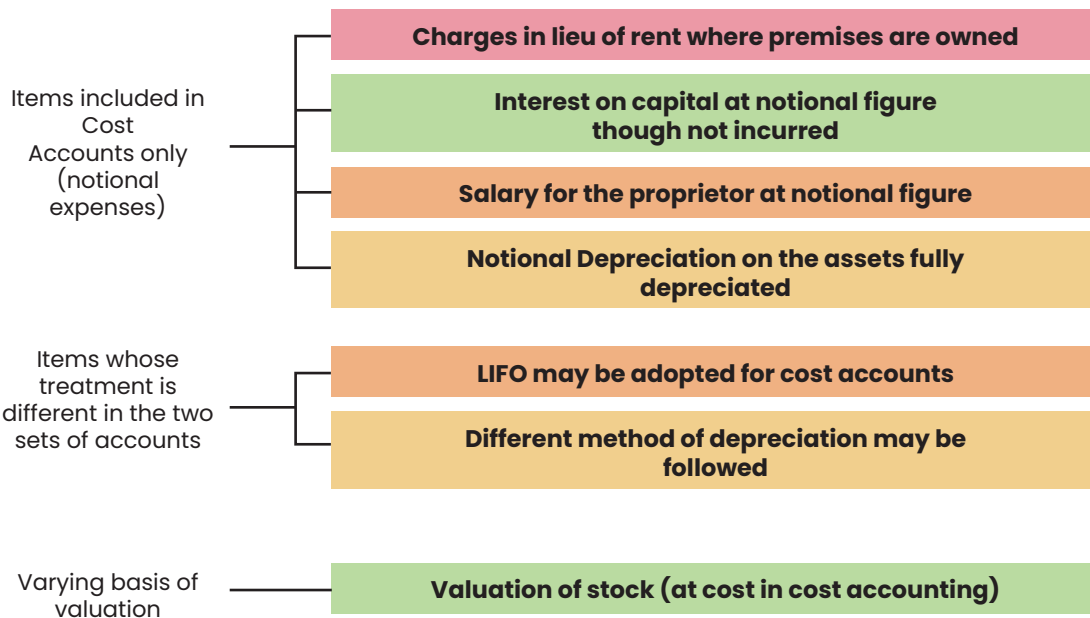 Items included in
Cost
Accounts only
(notional
expenses)
Charges in lieu of rent where premises are owned
Interest on capital at notional figure
though not incurred
Salary for the proprietor at notional figure
Notional Depreciation on the assets fully
depreciated
Items whose
treatment is
different in the two
sets of accounts
LIFO may be adopted for cost accounts
Different method of depreciation may be
followed
Varying basis of
valuation
Valuation of stock (at cost in cost accounting)